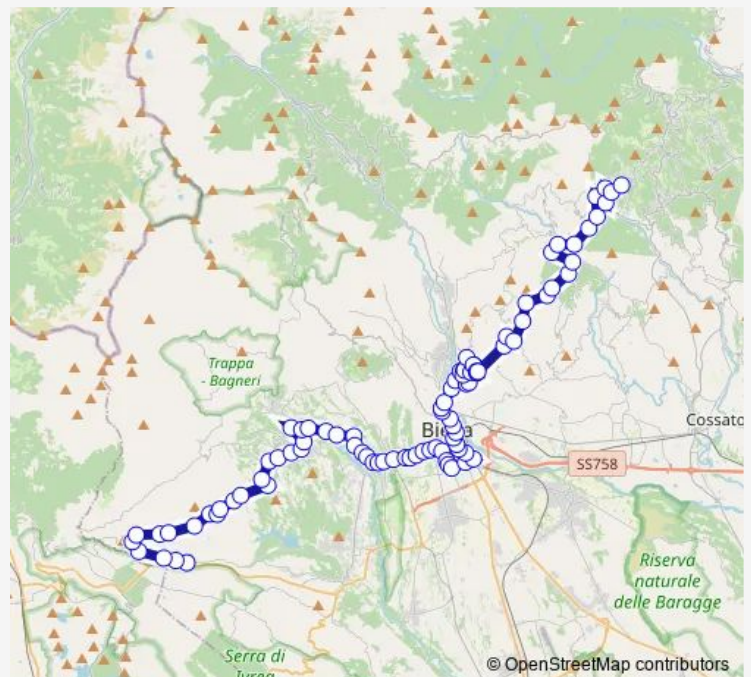 Trappa
- Bagneri
Cossato
SS758
Riserva
naturale
delle Baragge
Serra di
© OpenStreetMap contributors